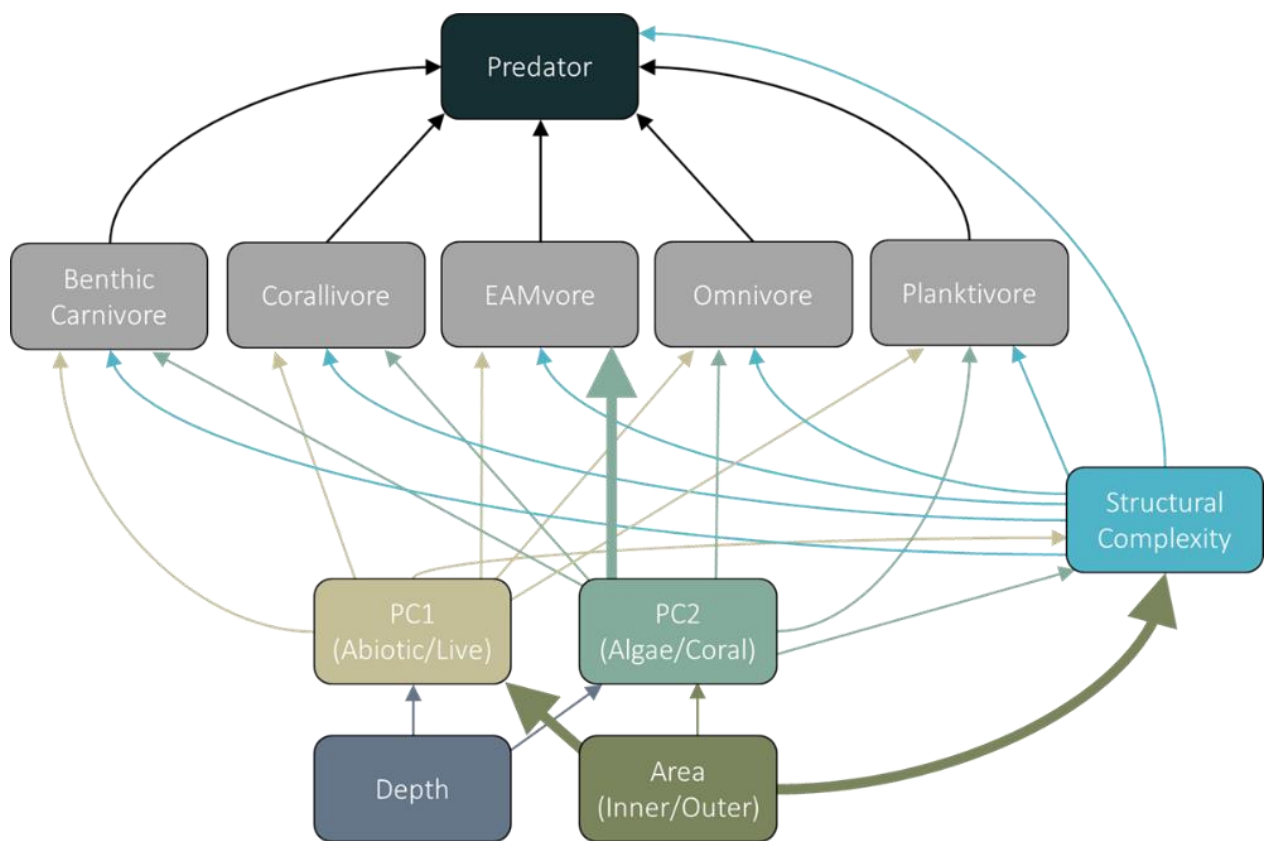 Predator
Benthic
Carnivore
Corallivore
EAMvore
Omnivore
Planktivore
Structural
Complexity
PC1
(Abiotic/Live)
PC2
(Algae/Coral)
Depth
Area
(Inner/Outer)